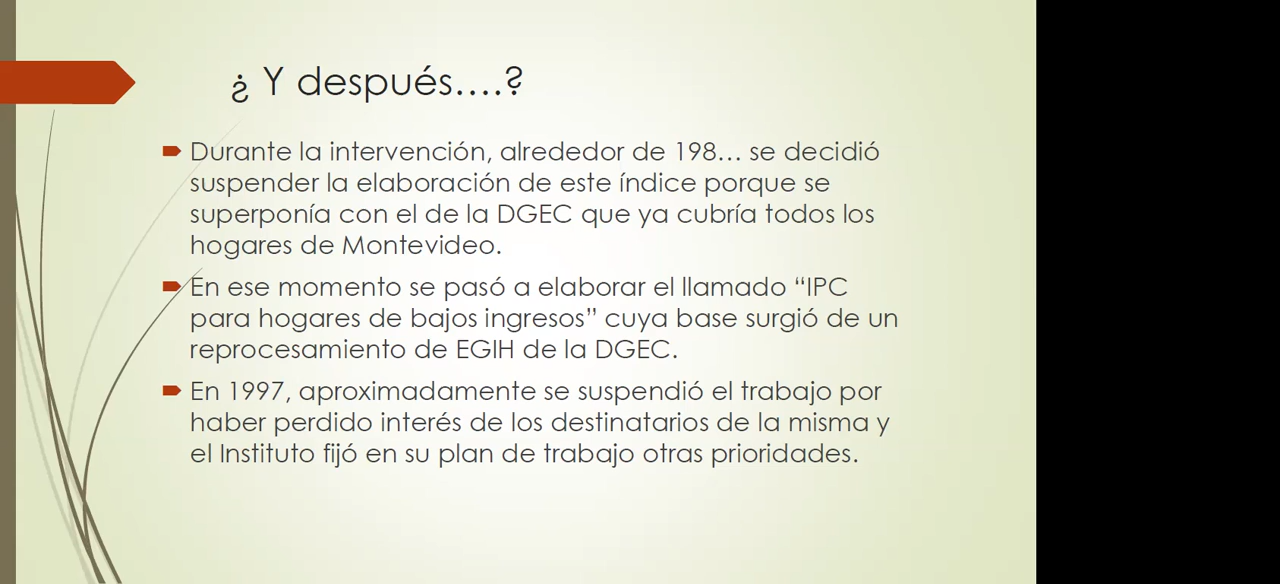 ¿ Y después....?
Durante la intervención, alrededor de 198... se decidió
suspender la elaboración de este índice porque se
superponía con el de la DGEC que ya cubría todos los
hogares de Montevideo.
En ese momento se pasó a elaborar el llamado “IPC
para hogares de bajos ingresos” cuya base surgió de un
reprocesamiento de EGIH de la DGEC.
En 1997, aproximadamente se suspendió el trabajo por
haber perdido interés de los destinatarios de la misma y
el Instituto fijó en su plan de trabajo otras prioridades.